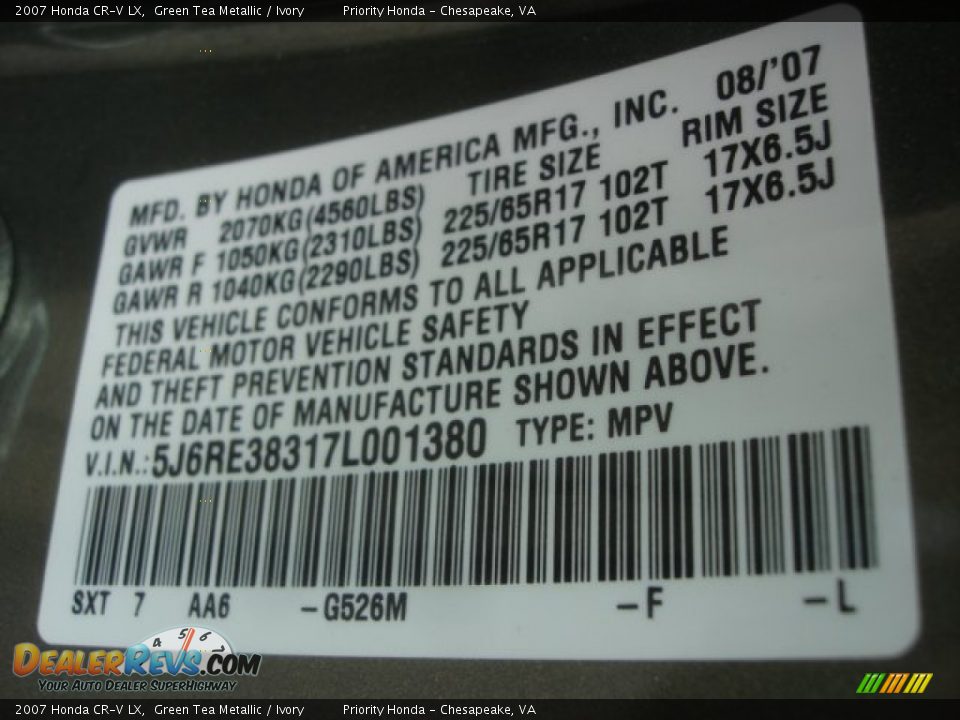 2007 Honda CR-V LX, Green Tea Metallic / Ivory Priority Honda - Chesapeake, VA
MFD. BY HONDA OF AMERICA MFG., INC. 08/'07
GVWR 2070KG(4560LBS) TIRE SIZE RIM SIZE
GAWR F 1050KG(2310LBS) 225/65R17 102T 17X6.5J
GAWR R 1040KG(2290LBS) 225/65R17 102T 17X6.5J
THIS VEHICLE CONFORMS TO ALL APPLICABLE
FEDERAL MOTOR VEHICLE SAFETY
AND THEFT PREVENTION STANDARDS IN EFFECT
ON THE DATE OF MANUFACTURE SHOWN ABOVE.
V.I.N.: 5J6RE38317L001380 TYPE: MPV
SXT 7 AA6 -G526M -F -L
4 5 6 7
DEALERREVS.COM
YOUR AUTO DEALER SUPERHIGHWAY
2007 Honda CR-V LX, Green Tea Metallic / Ivory Priority Honda - Chesapeake, VA